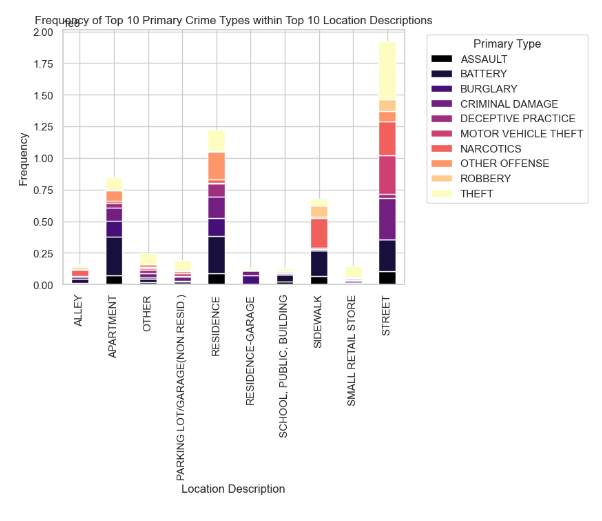 Frequency of Top 10 Primary Crime Types within Top 10 Location Descriptions
1e6
2.00
1.75
1.50
1.25
1.00
0.75
0.50
0.25
0.00
Frequency
ALLEY
APARTMENT
OTHER
PARKING LOT/GARAGE(NON.RESID.)
RESIDENCE
RESIDENCE-GARAGE
SCHOOL, PUBLIC, BUILDING
SIDEWALK
SMALL RETAIL STORE
STREET
Location Description
Primary Type
ASSAULT
BATTERY
BURGLARY
CRIMINAL DAMAGE
DECEPTIVE PRACTICE
MOTOR VEHICLE THEFT
NARCOTICS
OTHER OFFENSE
ROBBERY
THEFT